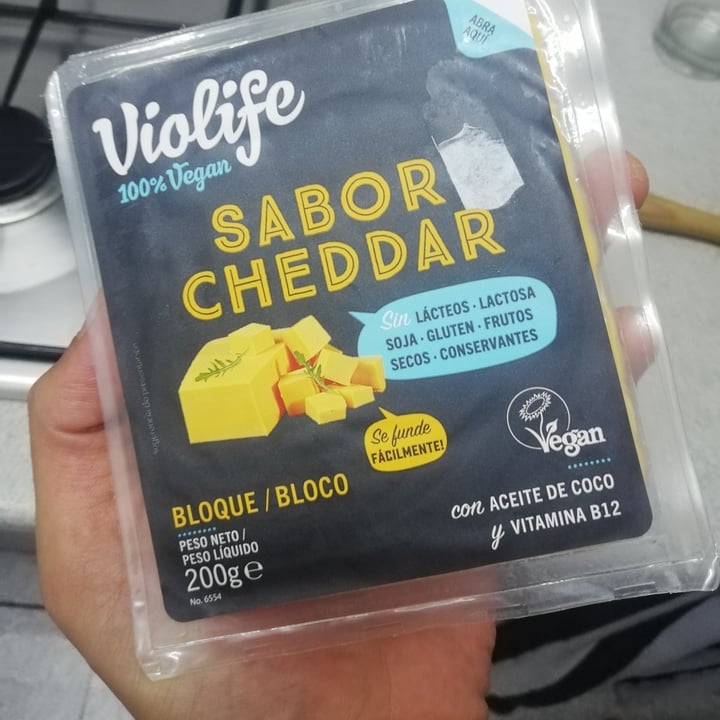 ABRA
AQUÍ
Violife
100% Vegan
SABOR
CHEDDAR
Sin LÁCTEOS · LACTOSA
SOJA · GLUTEN · FRUTOS
SECOS · CONSERVANTES
Se funde
FÁCILMENTE!
Vegan
BLOQUE / BLOCO
PESO NETO /
PESO LÍQUIDO
200g e
No. 6554
con ACEITE DE COCO
y VITAMINA B12